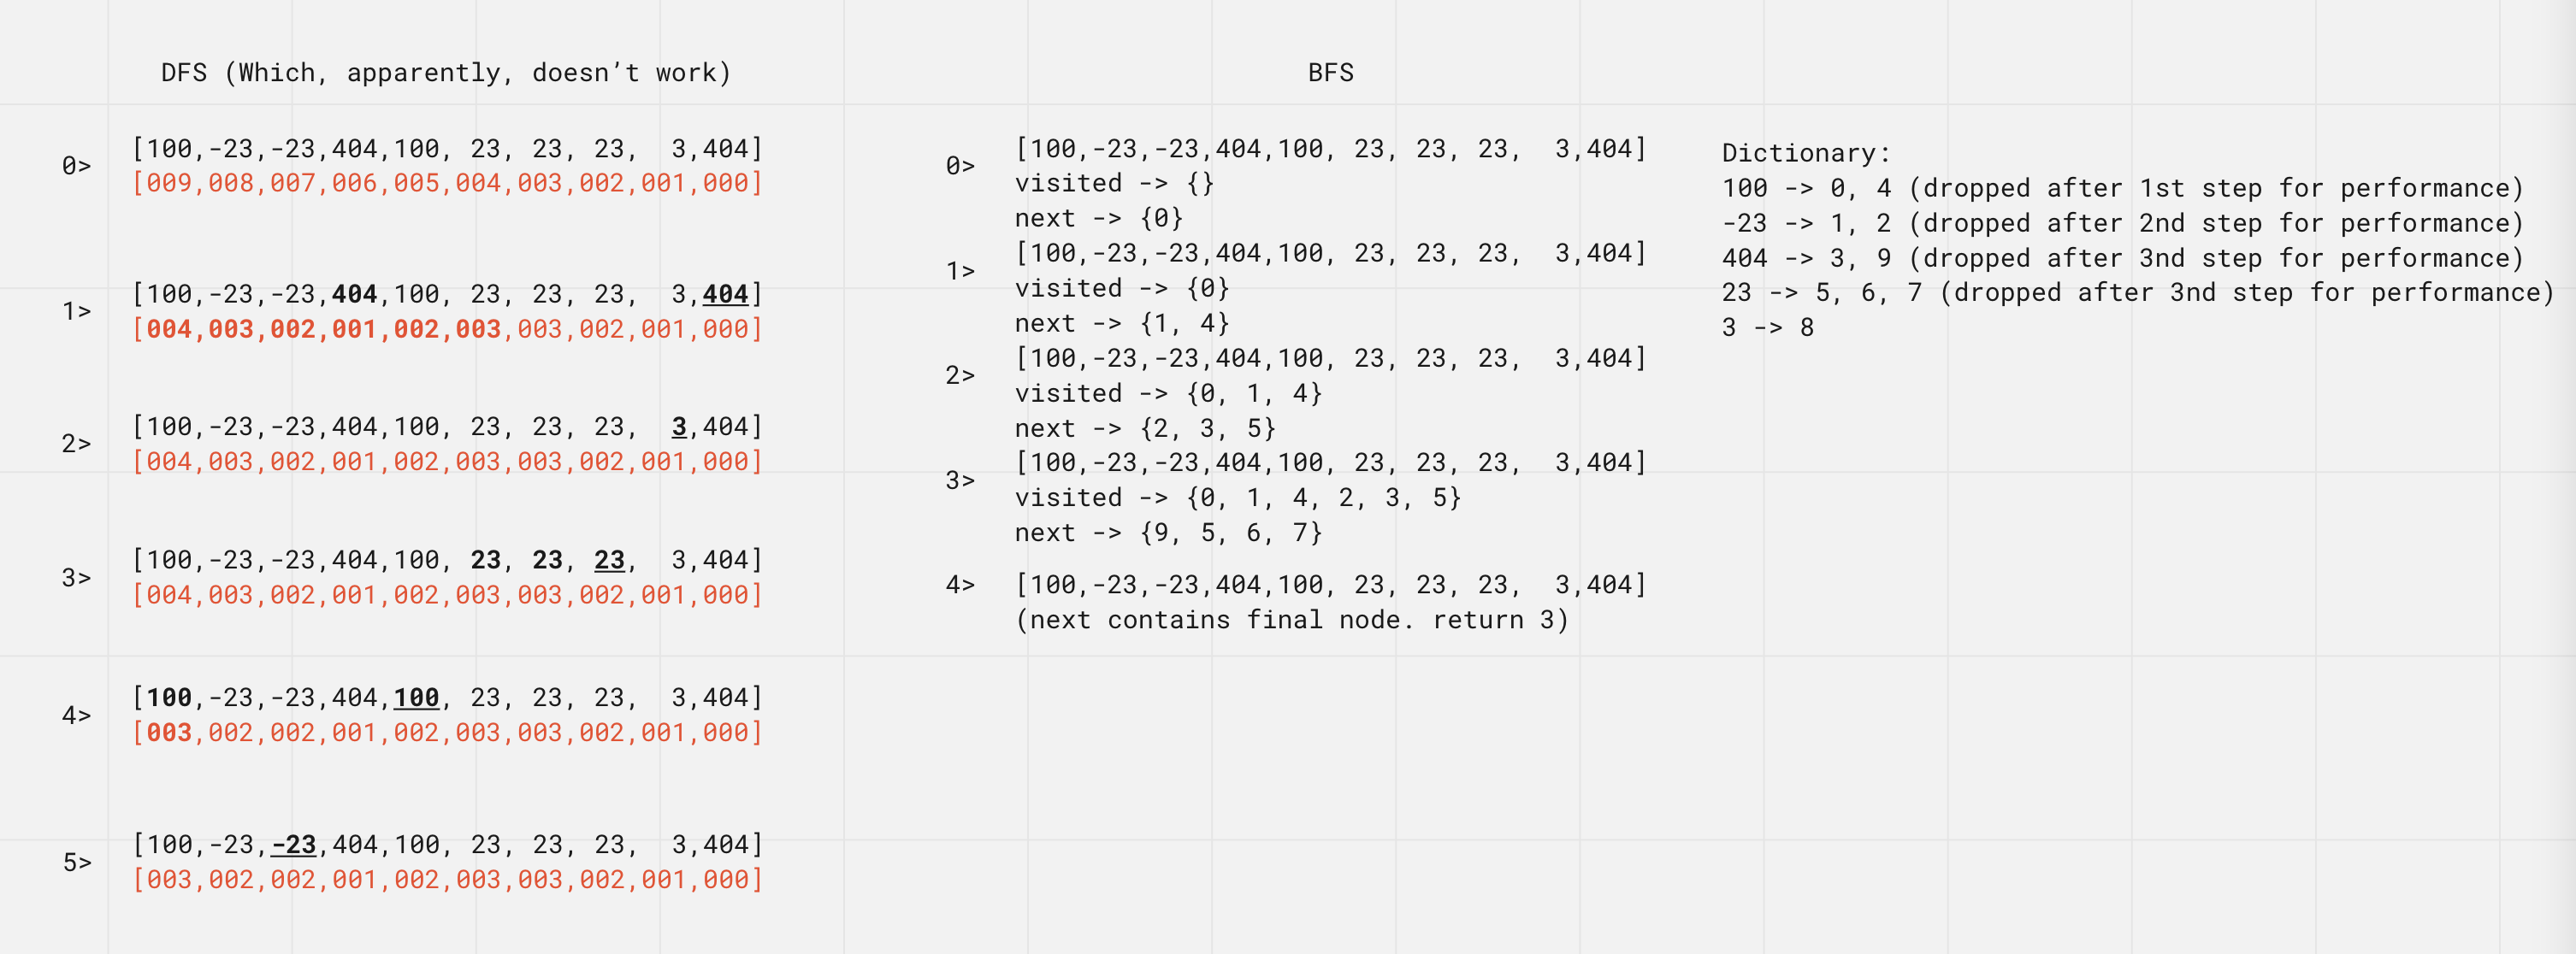 DFS (Which, apparently, doesn’t work)
0>
[100,-23,-23,404,100, 23, 23, 23,  3,404]
[009,008,007,006,005,004,003,002,001,000]
1>
[100,-23,-23,404,100, 23, 23, 23,  3,404]
[004,003,002,001,002,003,003,002,001,000]
2>
[100,-23,-23,404,100, 23, 23, 23,  3,404]
[004,003,002,001,002,003,003,002,001,000]
3>
[100,-23,-23,404,100, 23, 23, 23,  3,404]
[004,003,002,001,002,003,003,002,001,000]
4>
[100,-23,-23,404,100, 23, 23, 23,  3,404]
[003,002,002,001,002,003,003,002,001,000]
5>
[100,-23,-23,404,100, 23, 23, 23,  3,404]
[003,002,002,001,002,003,003,002,001,000]
BFS
0>
[100,-23,-23,404,100, 23, 23, 23,  3,404]
visited -> {}
next -> {0}
1>
[100,-23,-23,404,100, 23, 23, 23,  3,404]
visited -> {0}
next -> {1, 4}
2>
[100,-23,-23,404,100, 23, 23, 23,  3,404]
visited -> {0, 1, 4}
next -> {2, 3, 5}
3>
[100,-23,-23,404,100, 23, 23, 23,  3,404]
visited -> {0, 1, 4, 2, 3, 5}
next -> {9, 5, 6, 7}
4>
[100,-23,-23,404,100, 23, 23, 23,  3,404]
(next contains final node. return 3)
Dictionary:
100 -> 0, 4 (dropped after 1st step for performance)
-23 -> 1, 2 (dropped after 2nd step for performance)
404 -> 3, 9 (dropped after 3nd step for performance)
23 -> 5, 6, 7 (dropped after 3nd step for performance)
3 -> 8